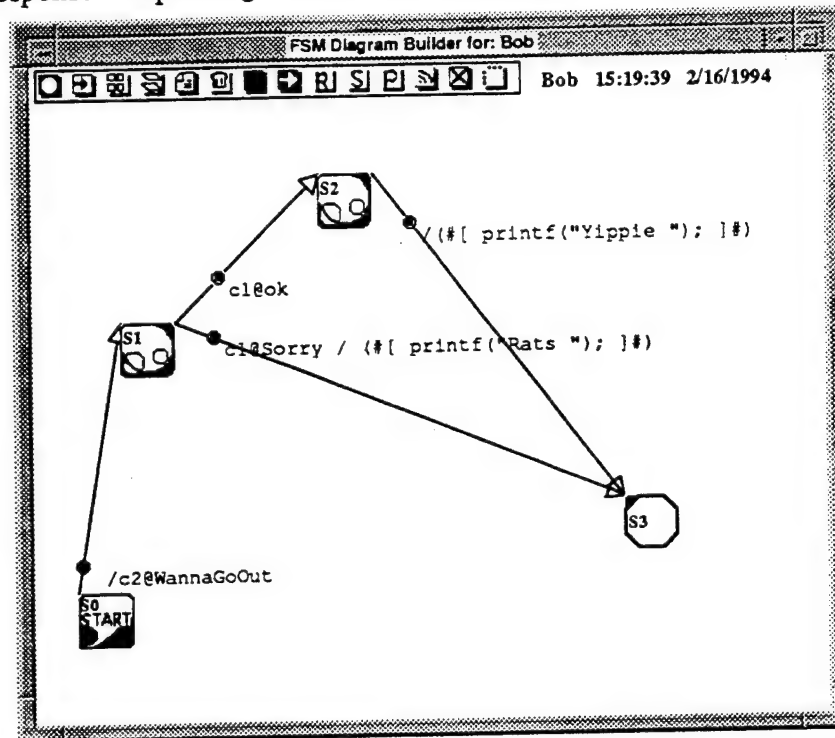 FSM Diagram Builder for: Bob
R S P i Bob 15:19:39 2/16/1994
S2
/(#[ printf("Yippie "); ]#)
c1@ok
S1
c1@Sorry / (#[ printf("Rats "); ]#)
S3
/c2@WannaGoOut
S0
START